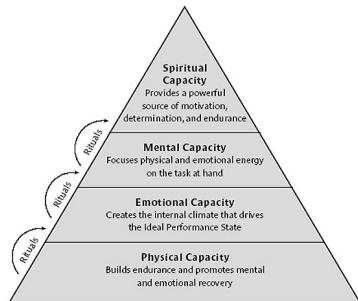 Spiritual
Capacity
Provides a powerful
source of motivation,
determination, and endurance
Rituals
Mental Capacity
Focuses physical and emotional energy
on the task at hand
Rituals
Emotional Capacity
Creates the internal climate that drives
the Ideal Performance State
Rituals
Physical Capacity
Builds endurance and promotes mental
and emotional recovery